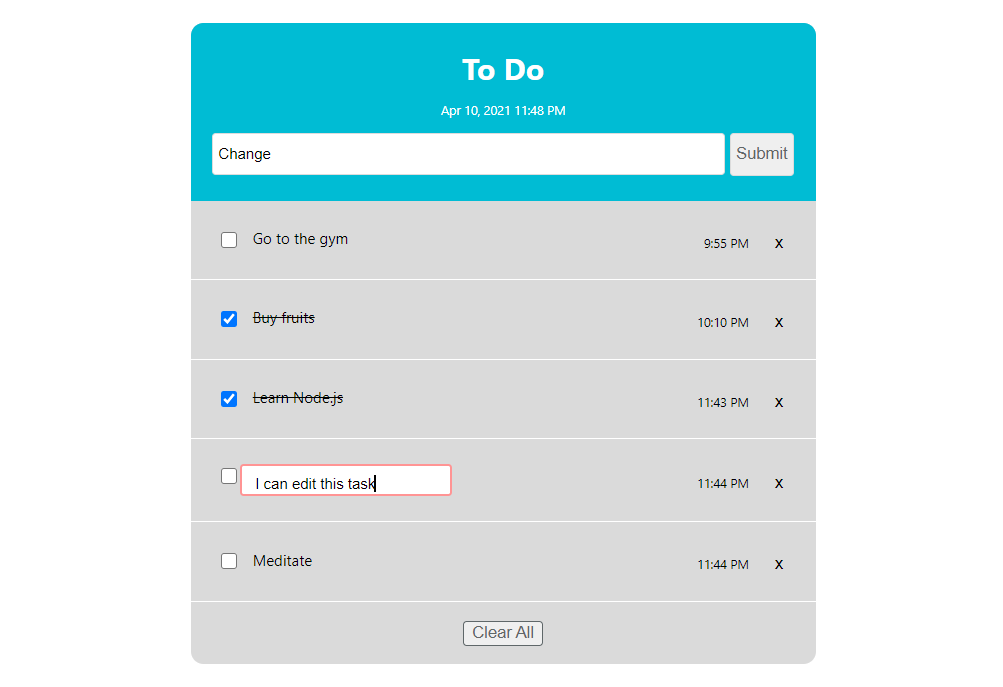 To Do
Apr 10, 2021 11:48 PM
Change Submit
Go to the gym 9:55 PM x
Buy fruits 10:10 PM x
Learn Node.js 11:43 PM x
I can edit this task 11:44 PM x
Meditate 11:44 PM x
Clear All